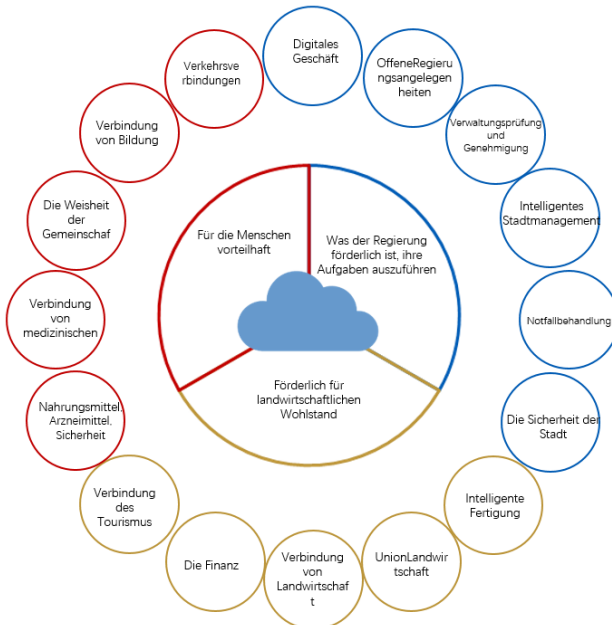 Digitales
Geschäft
OffeneRegieru
ngsangelegen
heiten
Verwaltungsprüfung
und
Genehmigung
Intelligentes
Stadtmanagement
Notfallbehandlung
Die Sicherheit der
Stadt
Intelligente
Fertigung
UnionLandwir
tschaft
Verbindung
von
Landwirtschaf
t
Die Finanz
Verbindung
des
Tourismus
Nahrungsmittel,
Arzneimittel,
Sicherheit
Verbindung
von
medizinischen
Die Weisheit
der
Gemeinschaf
Verbindung
von Bildung
Verkehrsve
rbindungen
Für die Menschen
vorteilhaft
Was der Regierung
förderlich ist, ihre
Aufgaben auszuführen
Förderlich für
landwirtschaftlichen
Wohlstand